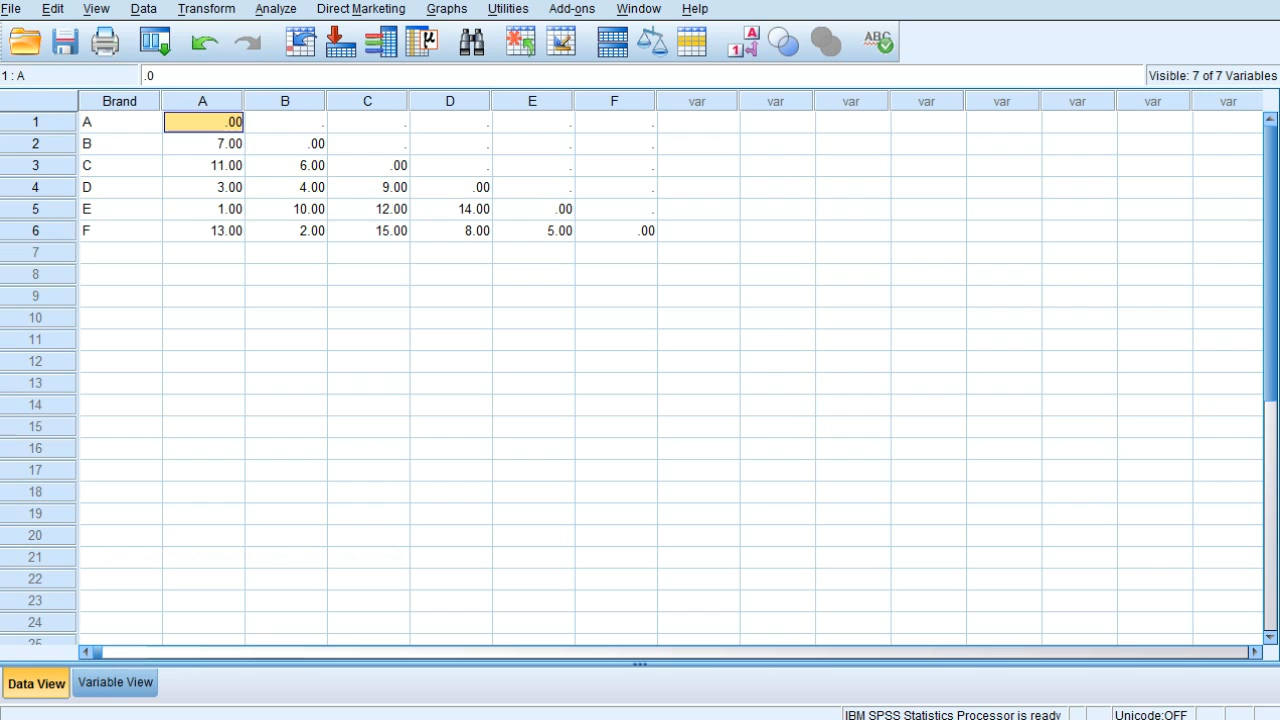 File Edit View Data Transform Analyze Direct Marketing Graphs Utilities Add-ons Window Help
A
1
μ
ABC
1 : A .0 Visible: 7 of 7 Variables
Brand A B C D E F var var var var var var var var
1 A .00 . . . . .
2 B 7.00 .00 . . . .
3 C 11.00 6.00 .00 . . .
4 D 3.00 4.00 9.00 .00 . .
5 E 1.00 10.00 12.00 14.00 .00 .
6 F 13.00 2.00 15.00 8.00 5.00 .00
7
8
9
10
11
12
13
14
15
16
17
18
19
20
21
22
23
24
25
Data View Variable View
IBM SPSS Statistics Processor is ready Unicode:OFF